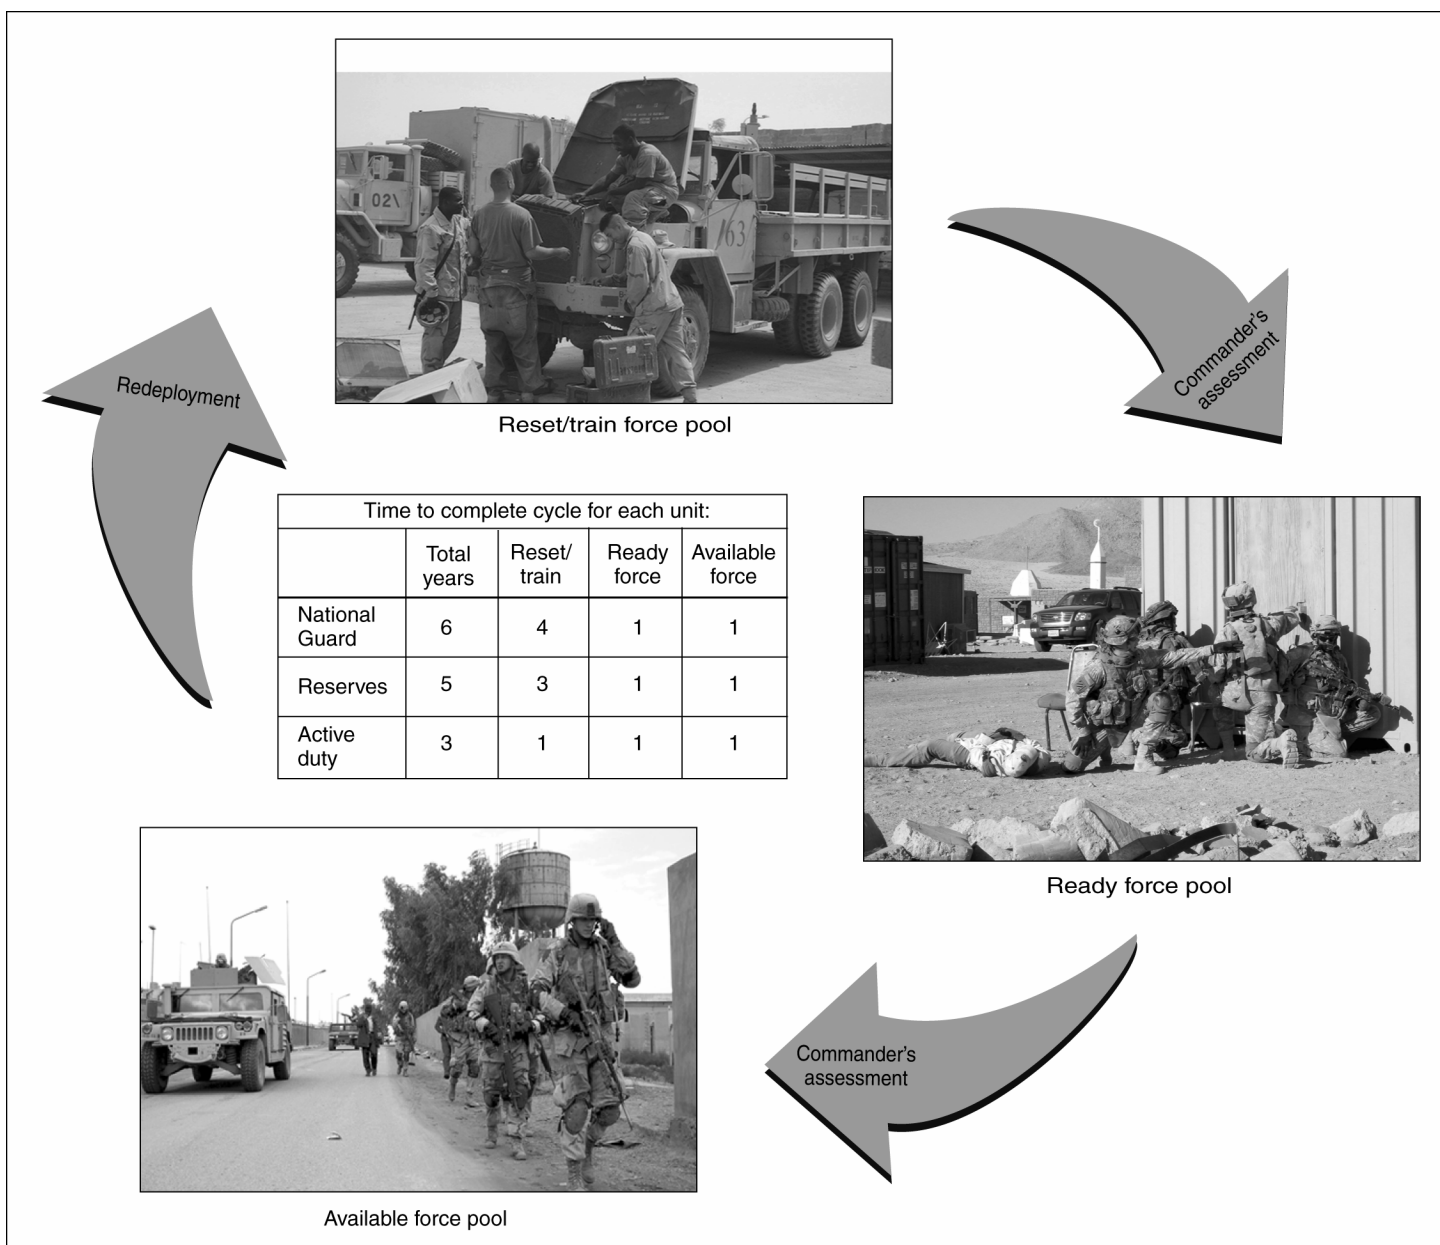 02\
163
Reset/train force pool
Commander's
assessment
Redeployment
Time to complete cycle for each unit:
Total
years
Reset/
train
Ready
force
Available
force
National
Guard
6 4 1 1
Reserves 5 3 1 1
Active
duty
3 1 1 1
Ready force pool
Commander's
assessment
Available force pool